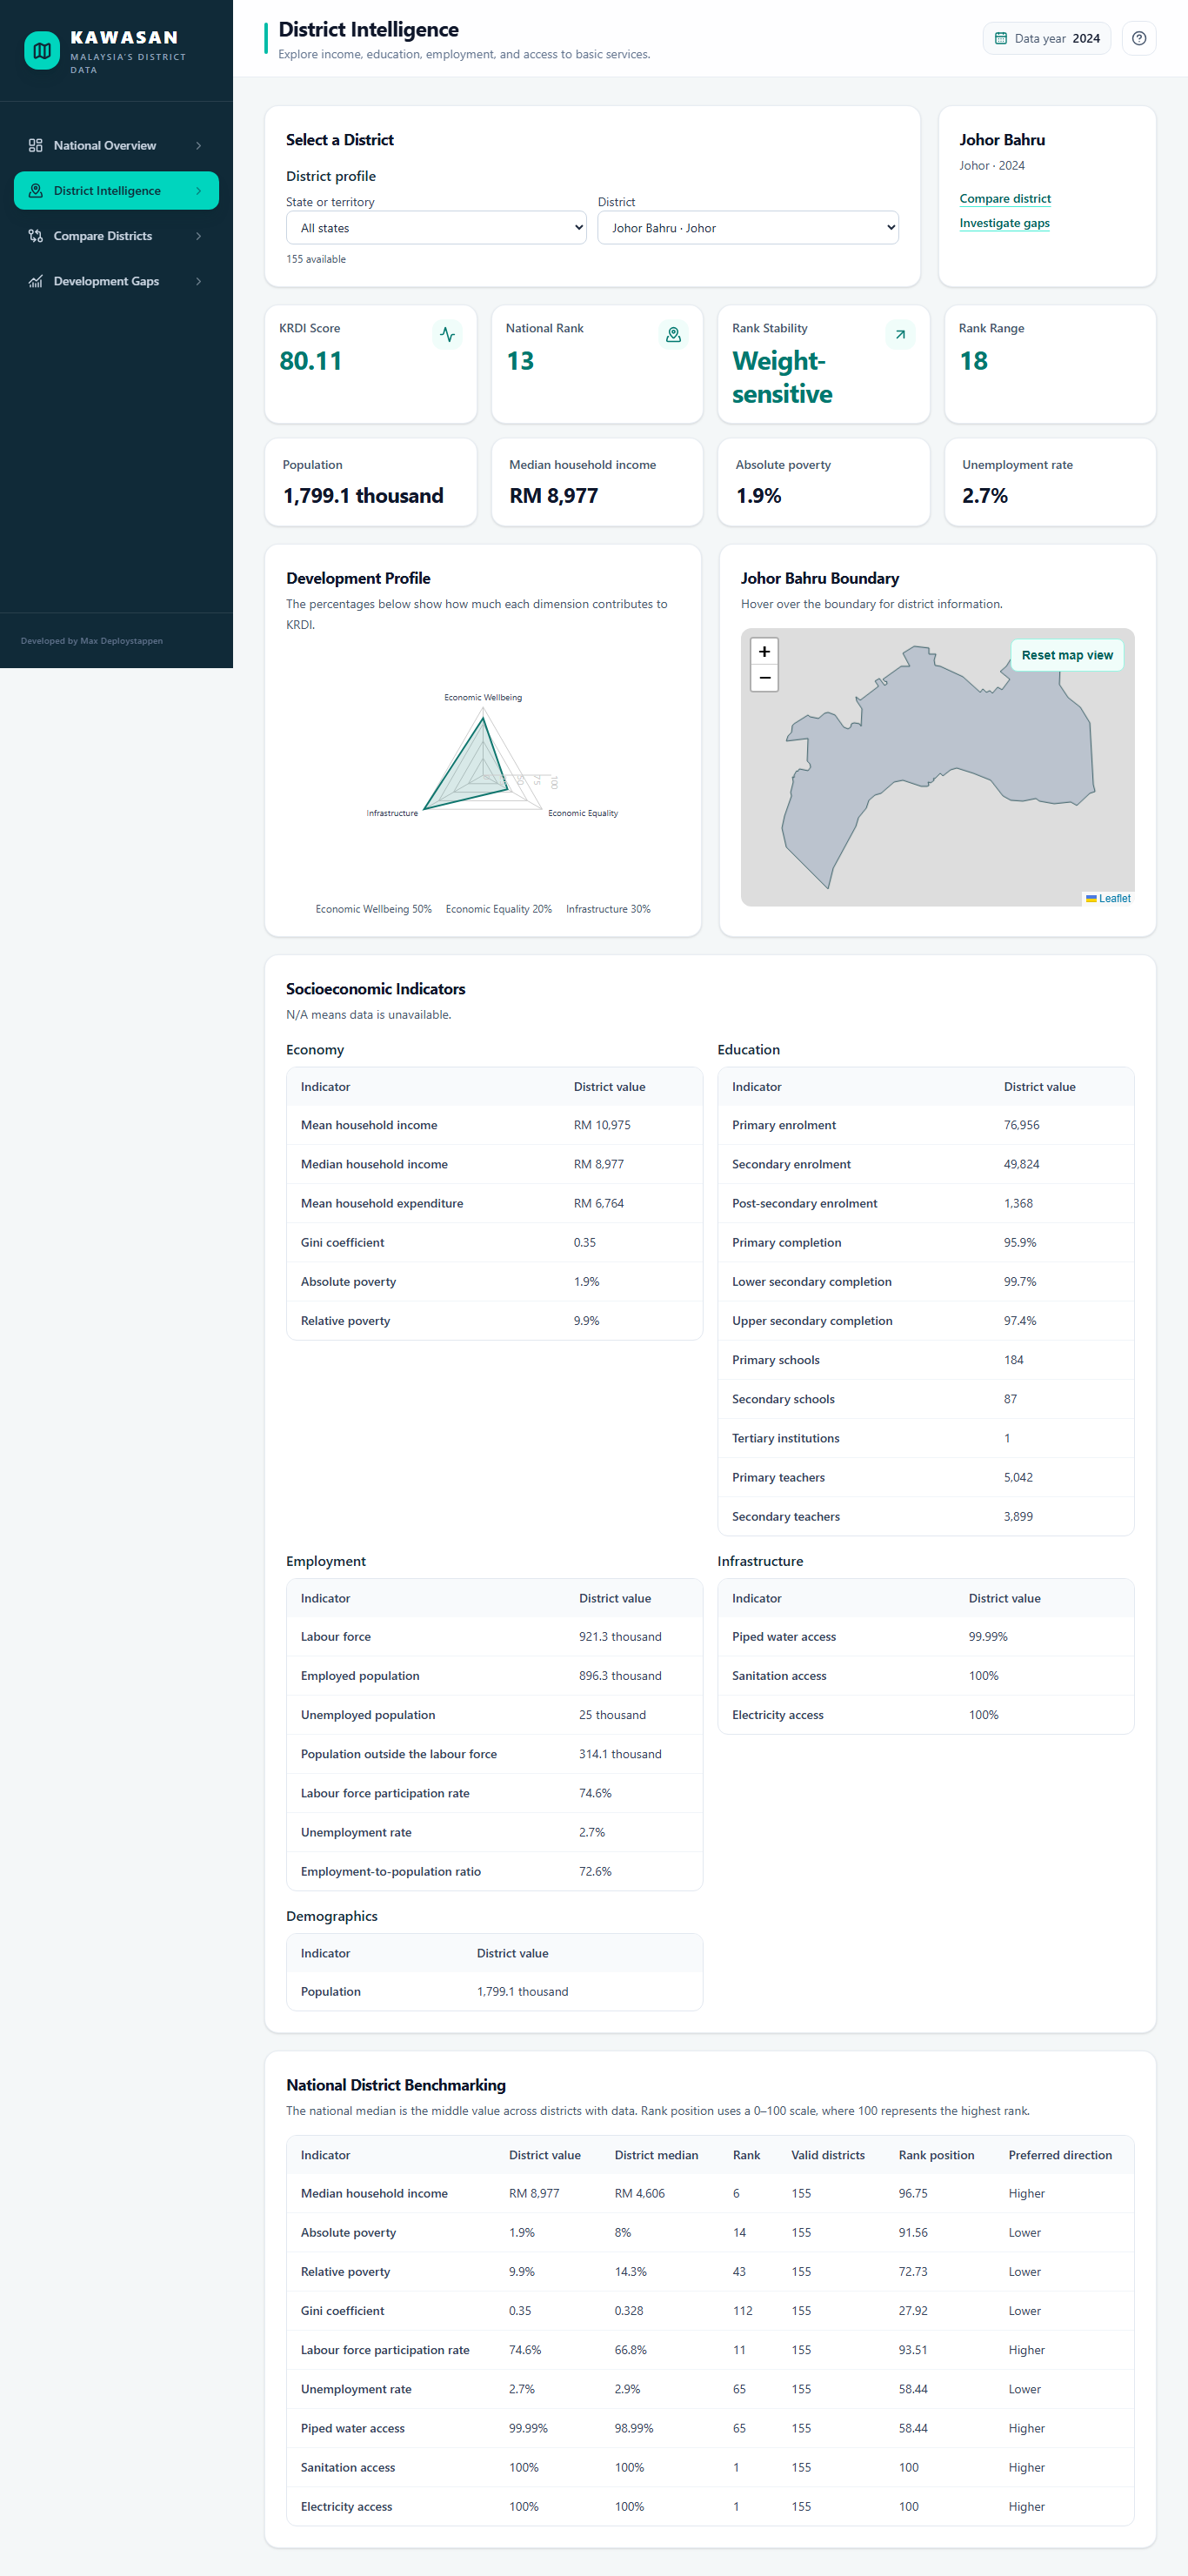 KAWASAN
MALAYSIA'S DISTRICT
DATA
National Overview
District Intelligence
Compare Districts
Development Gaps
Developed by Max Deploystappen
District Intelligence
Explore income, education, employment, and access to basic services.
Data year 2024
Select a District
District profile
State or territory
All states
155 available
District
Johor Bahru · Johor
Johor Bahru
Johor · 2024
Compare district
Investigate gaps
KRDI Score
80.11
National Rank
13
Rank Stability
Weight-
sensitive
Rank Range
18
Population
1,799.1 thousand
Median household income
RM 8,977
Absolute poverty
1.9%
Unemployment rate
2.7%
Development Profile
The percentages below show how much each dimension contributes to
KRDI.
Economic Wellbeing
50 75 100
Infrastructure
Economic Equality
Economic Wellbeing 50% Economic Equality 20% Infrastructure 30%
Johor Bahru Boundary
Hover over the boundary for district information.
+
−
Reset map view
Leaflet
Socioeconomic Indicators
N/A means data is unavailable.
Economy
Indicator District value
Mean household income RM 10,975
Median household income RM 8,977
Mean household expenditure RM 6,764
Gini coefficient 0.35
Absolute poverty 1.9%
Relative poverty 9.9%
Education
Indicator District value
Primary enrolment 76,956
Secondary enrolment 49,824
Post-secondary enrolment 1,368
Primary completion 95.9%
Lower secondary completion 99.7%
Upper secondary completion 97.4%
Primary schools 184
Secondary schools 87
Tertiary institutions 1
Primary teachers 5,042
Secondary teachers 3,899
Employment
Indicator District value
Labour force 921.3 thousand
Employed population 896.3 thousand
Unemployed population 25 thousand
Population outside the labour force 314.1 thousand
Labour force participation rate 74.6%
Unemployment rate 2.7%
Employment-to-population ratio 72.6%
Infrastructure
Indicator District value
Piped water access 99.99%
Sanitation access 100%
Electricity access 100%
Demographics
Indicator District value
Population 1,799.1 thousand
National District Benchmarking
The national median is the middle value across districts with data. Rank position uses a 0–100 scale, where 100 represents the highest rank.
Indicator District value District median Rank Valid districts Rank position Preferred direction
Median household income RM 8,977 RM 4,606 6 155 96.75 Higher
Absolute poverty 1.9% 8% 14 155 91.56 Lower
Relative poverty 9.9% 14.3% 43 155 72.73 Lower
Gini coefficient 0.35 0.328 112 155 27.92 Lower
Labour force participation rate 74.6% 66.8% 11 155 93.51 Higher
Unemployment rate 2.7% 2.9% 65 155 58.44 Lower
Piped water access 99.99% 98.99% 65 155 58.44 Higher
Sanitation access 100% 100% 1 155 100 Higher
Electricity access 100% 100% 1 155 100 Higher